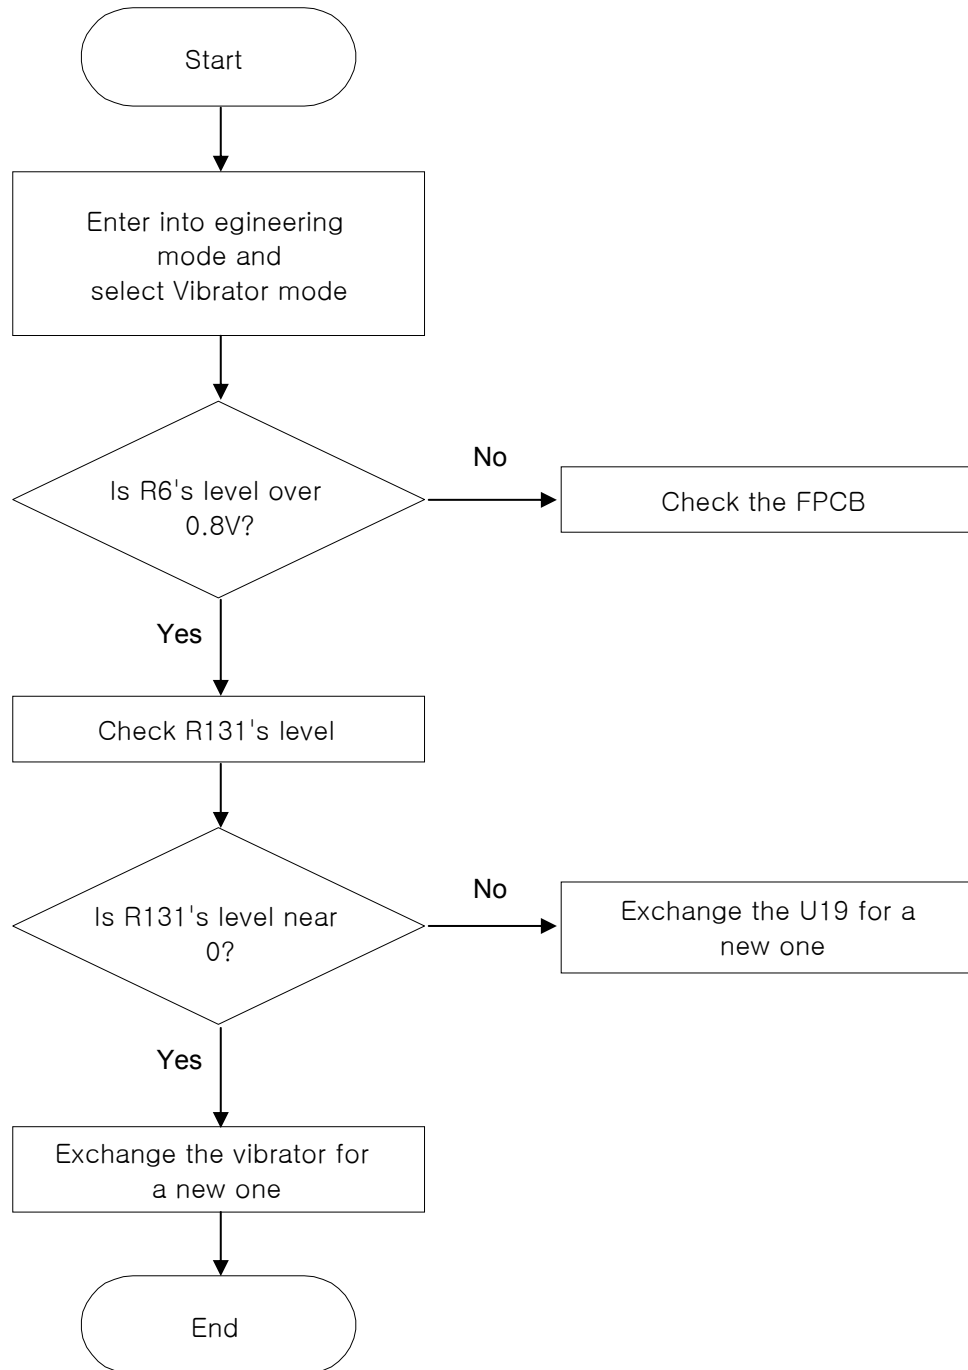 Start
Enter into egineering
mode and
select Vibrator mode
Is R6's level over
0.8V?
No
Check the FPCB
Yes
Check R131's level
Is R131's level near
0?
No
Exchange the U19 for a
new one
Yes
Exchange the vibrator for
a new one
End